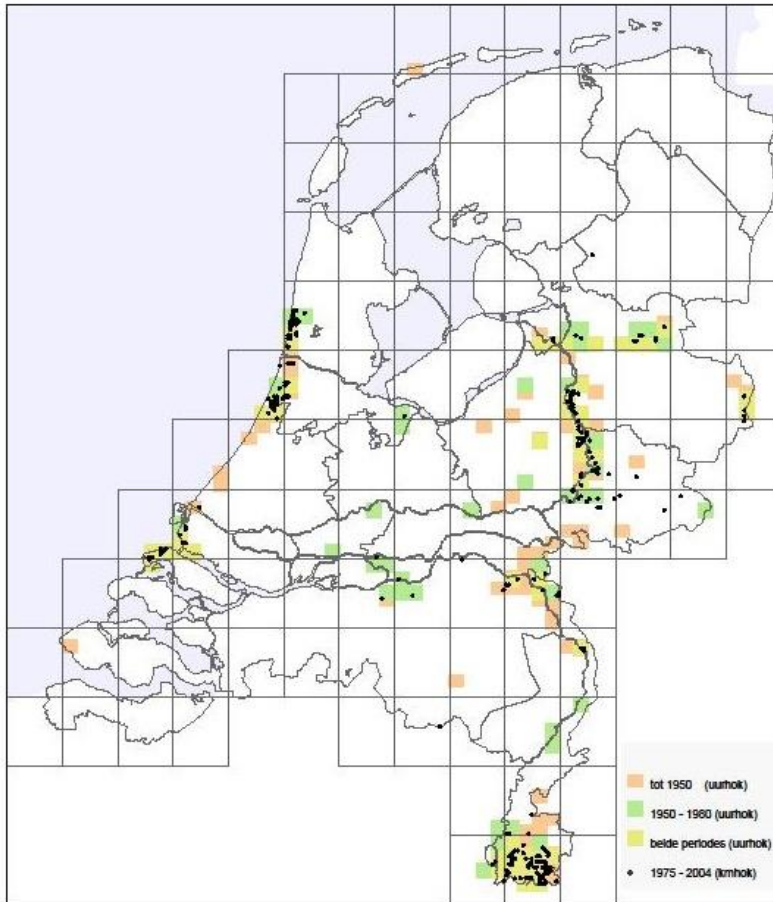 tot 1950 (uurhok)
1950 - 1980 (uurhok)
beide periodes (uurhok)
1975 - 2004 (kmhok)